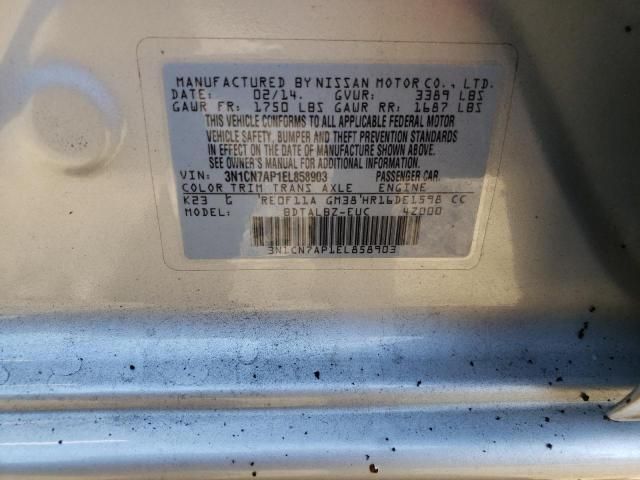 MANUFACTURED BY NISSAN MOTOR CO., LTD.
DATE: 02/14. GVWR: 3389 LBS
GAWR FR: 1750 LBS GAWR RR: 1687 LBS
THIS VEHICLE CONFORMS TO ALL APPLICABLE FEDERAL MOTOR
VEHICLE SAFETY, BUMPER AND THEFT PREVENTION STANDARDS
IN EFFECT ON THE DATE OF MANUFACTURE SHOWN ABOVE.
SEE OWNER'S MANUAL FOR ADDITIONAL INFORMATION.
VIN: 3N1CN7AP1EL858903 PASSENGER CAR.
COLOR TRIM TRANS AXLE ENGINE
K23 G RE0F11A GM38 HR16DE1598 CC
MODEL: BDTALBZ-EUC 4Z000
3N1CN7AP1EL858903